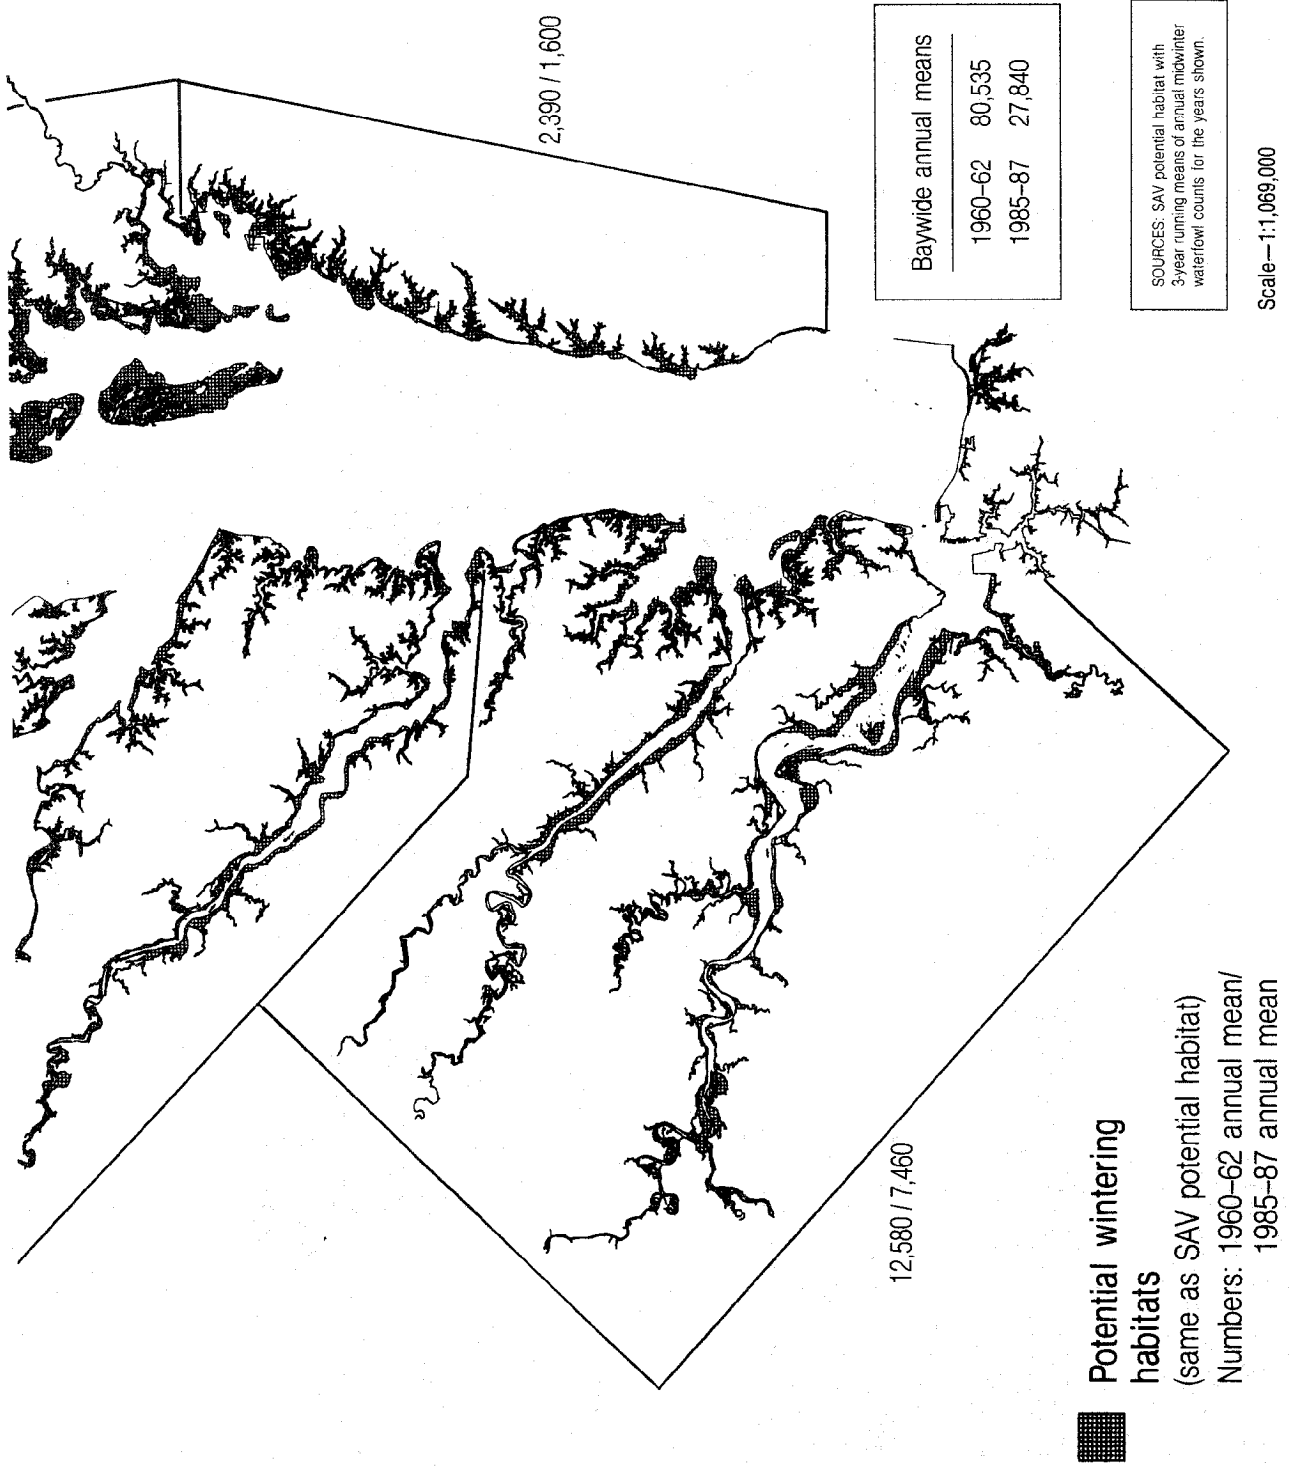 2,390 / 1,600
Baywide annual means
1960–62 80,535
1985–87 27,840
SOURCES: SAV potential habitat with
3-year running means of annual midwinter
waterfowl counts for the years shown.
Scale—1:1,069,000
12,580 / 7,460
Potential wintering
habitats
(same as SAV potential habitat)
Numbers: 1960–62 annual mean/
1985–87 annual mean